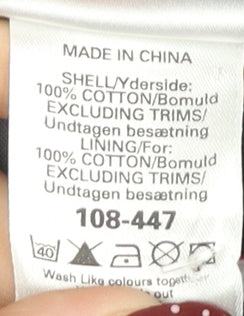 MADE IN CHINA
SHELL/Yderside:
100% COTTON/Bomuld
EXCLUDING TRIMS/
Undtagen besætning
LINING/For:
100% COTTON/Bomuld
EXCLUDING TRIMS/
Undtagen besætning
108-447
40
Wash Like colours
out